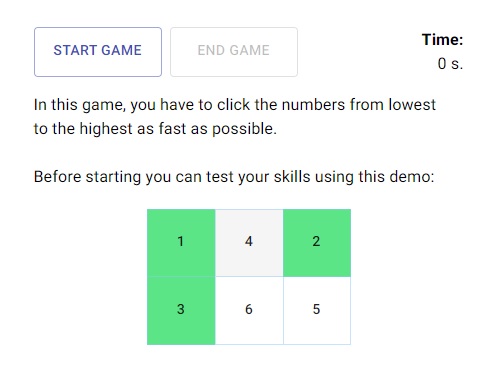 START GAME END GAME Time:
0 s.
In this game, you have to click the numbers from lowest
to the highest as fast as possible.
Before starting you can test your skills using this demo:
1 4 2
3 6 5